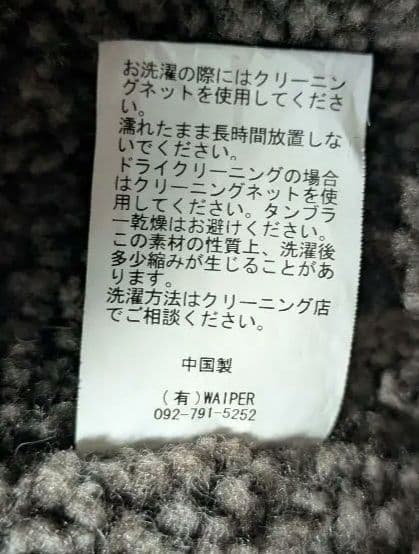 お洗濯の際にはクリーニン
グネットを使用してくださ
い。
濡れたまま長時間放置しな
いでください。
ドライクリーニングの場合
はクリーニングネットを使
用してください。タンブラ
ー乾燥はお避けください。
この素材の性質上、洗濯後
多少縮みが生じることがあ
ります。
洗濯方法はクリーニング店
でご相談ください。
中国製
(有)WAIPER
092-791-5252